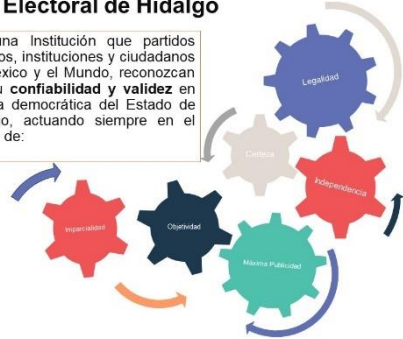 Electoral de Hidalgo
una Institución que partidos
os, instituciones y ciudadanos
éxico y el Mundo, reconozcan
u confiabilidad y validez en
a democrática del Estado de
o, actuando siempre en el
de:
Legalidad
Certeza
Independencia
Imparcialidad
Objetividad
Máxima Publicidad